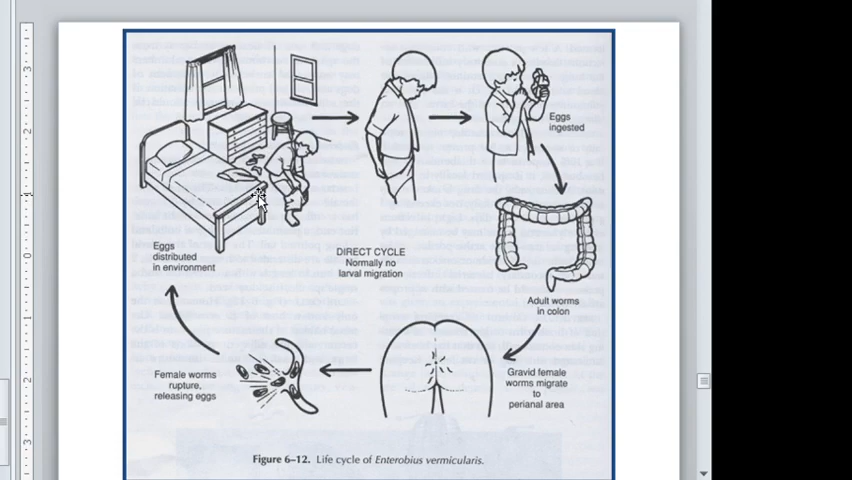 Eggs
ingested
Eggs
distributed
in environment
DIRECT CYCLE
Normally no
larval migration
Adult worms
in colon
Gravid female
worms migrate
to
perianal area
Female worms
rupture,
releasing eggs
Figure 6–12. Life cycle of Enterobius vermicularis.